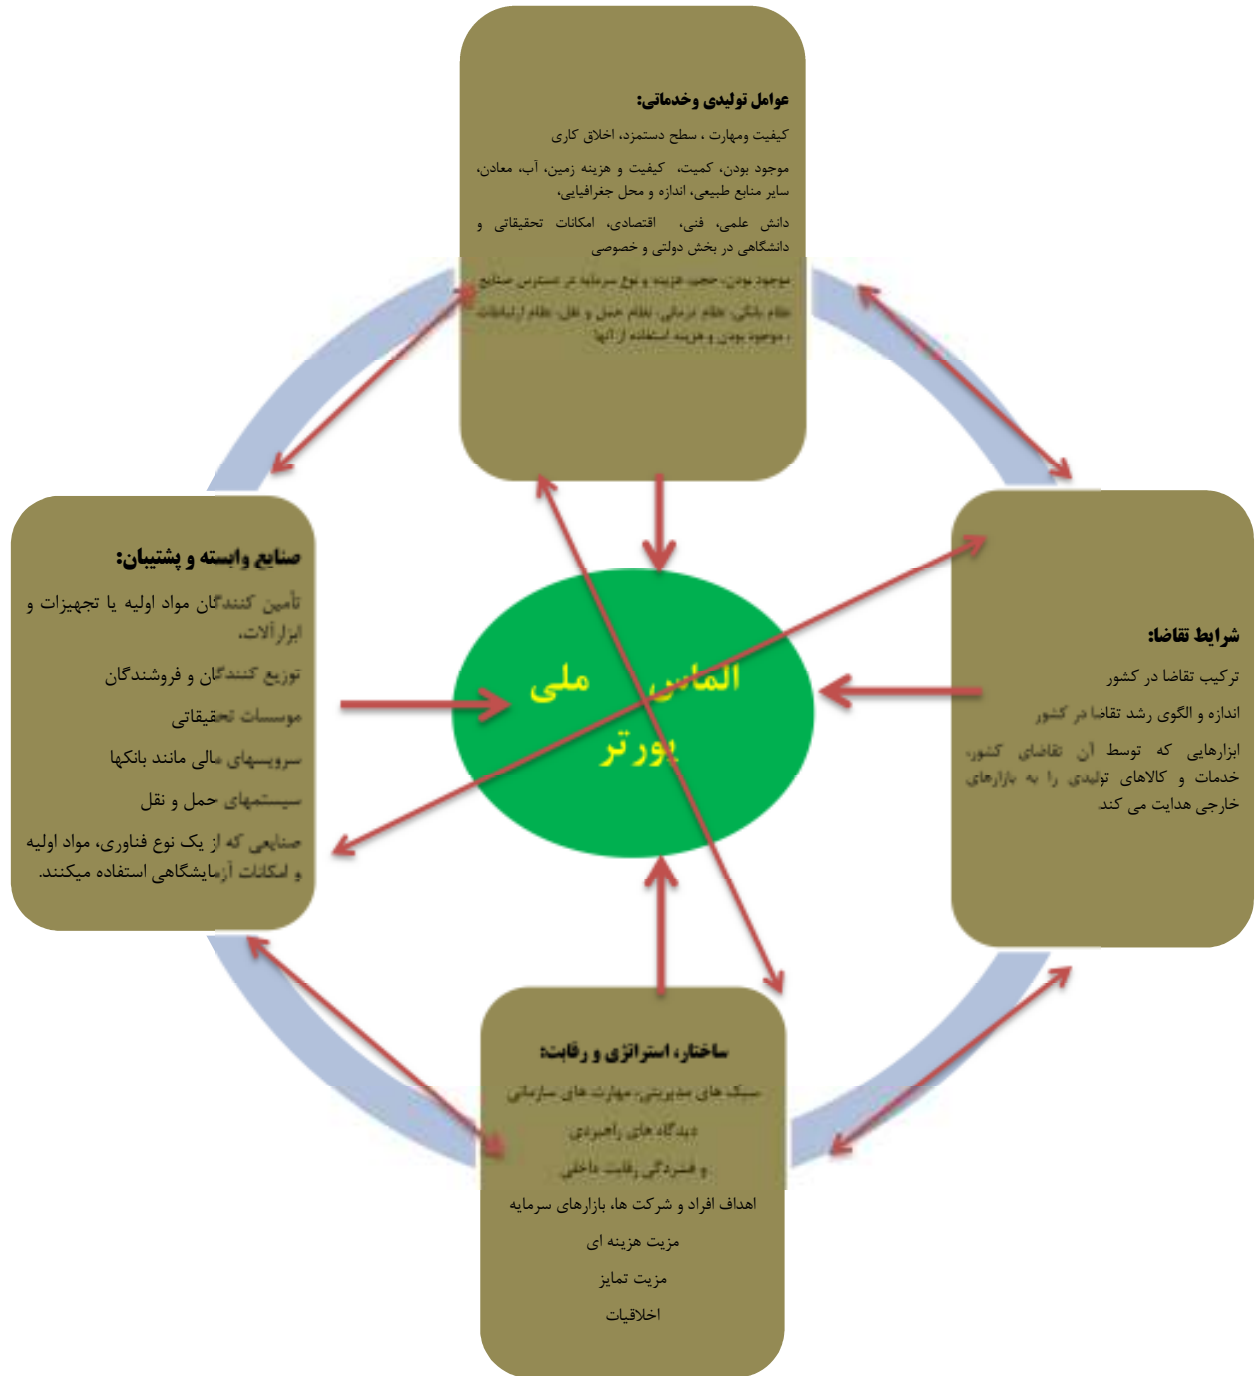 عوامل تولیدی وخدماتی:
کیفیت ومهارت ، سطح دستمزد، اخلاق کاری
موجود بودن، کمیت، کیفیت و هزینه زمین، آب، معادن،
سایر منابع طبیعی، اندازه و محل جغرافیایی،
دانش علمی، فنی، اقتصادی، امکانات تحقیقاتی و
دانشگاهی در بخش دولتی و خصوصی
موجود بودن، حجم، هزینه و نوع سرمایه در دسترس صنایع
نظام بانکی، نظام درمانی، نظام حمل و نقل، نظام ارتباطات
، موجود بودن و هزینه استفاده از آنها
شرایط تقاضا:
ترکیب تقاضا در کشور
اندازه و الگوی رشد تقاضا در کشور
ابزارهایی که توسط آن تقاضای کشور،
خدمات و کالاهای تولیدی را به بازارهای
خارجی هدایت می کند.
الماس ملی
پورتر
صنایع وابسته و پشتیبان:
تأمین کنندگان مواد اولیه یا تجهیزات و
ابزارآلات،
توزیع کنندگان و فروشندگان
موسسات تحقیقاتی
سرویسهای مالی مانند بانکها
سیستمهای حمل و نقل
صنایعی که از یک نوع فناوری، مواد اولیه
و امکانات آزمایشگاهی استفاده میکنند.
ساختار، استراتژی و رقابت:
سبک های مدیریتی، مهارت های سازمانی
دیدگاه های راهبردی
و فشردگی رقابت داخلی
اهداف افراد و شرکت ها، بازارهای سرمایه
مزیت هزینه ای
مزیت تمایز
اخلاقیات